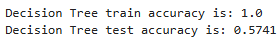 Decision Tree train accuracy is: 1.0
Decision Tree test accuracy is: 0.5741